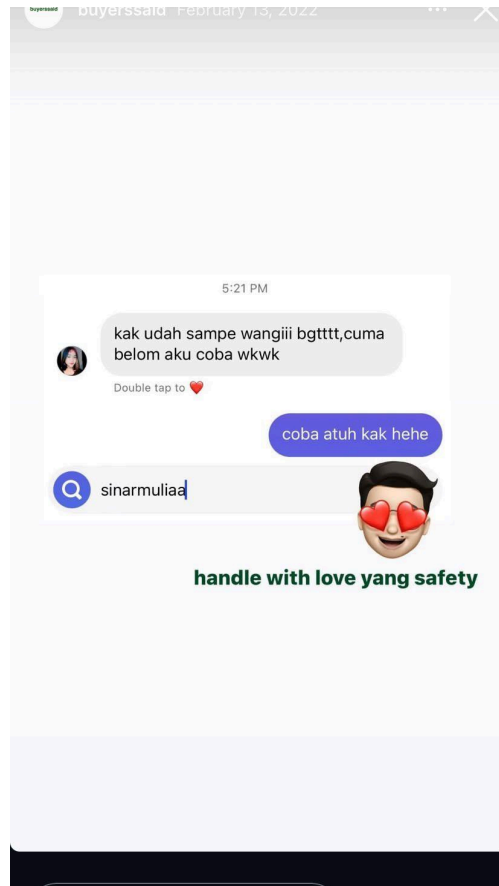 buyerssaid
buyerssaid February 13, 2022
5:21 PM
kak udah sampe wangiii bgtttt,cuma
belom aku coba wkwk
Double tap to ❤️
coba atuh kak hehe
sinarmuliaa
handle with love yang safety